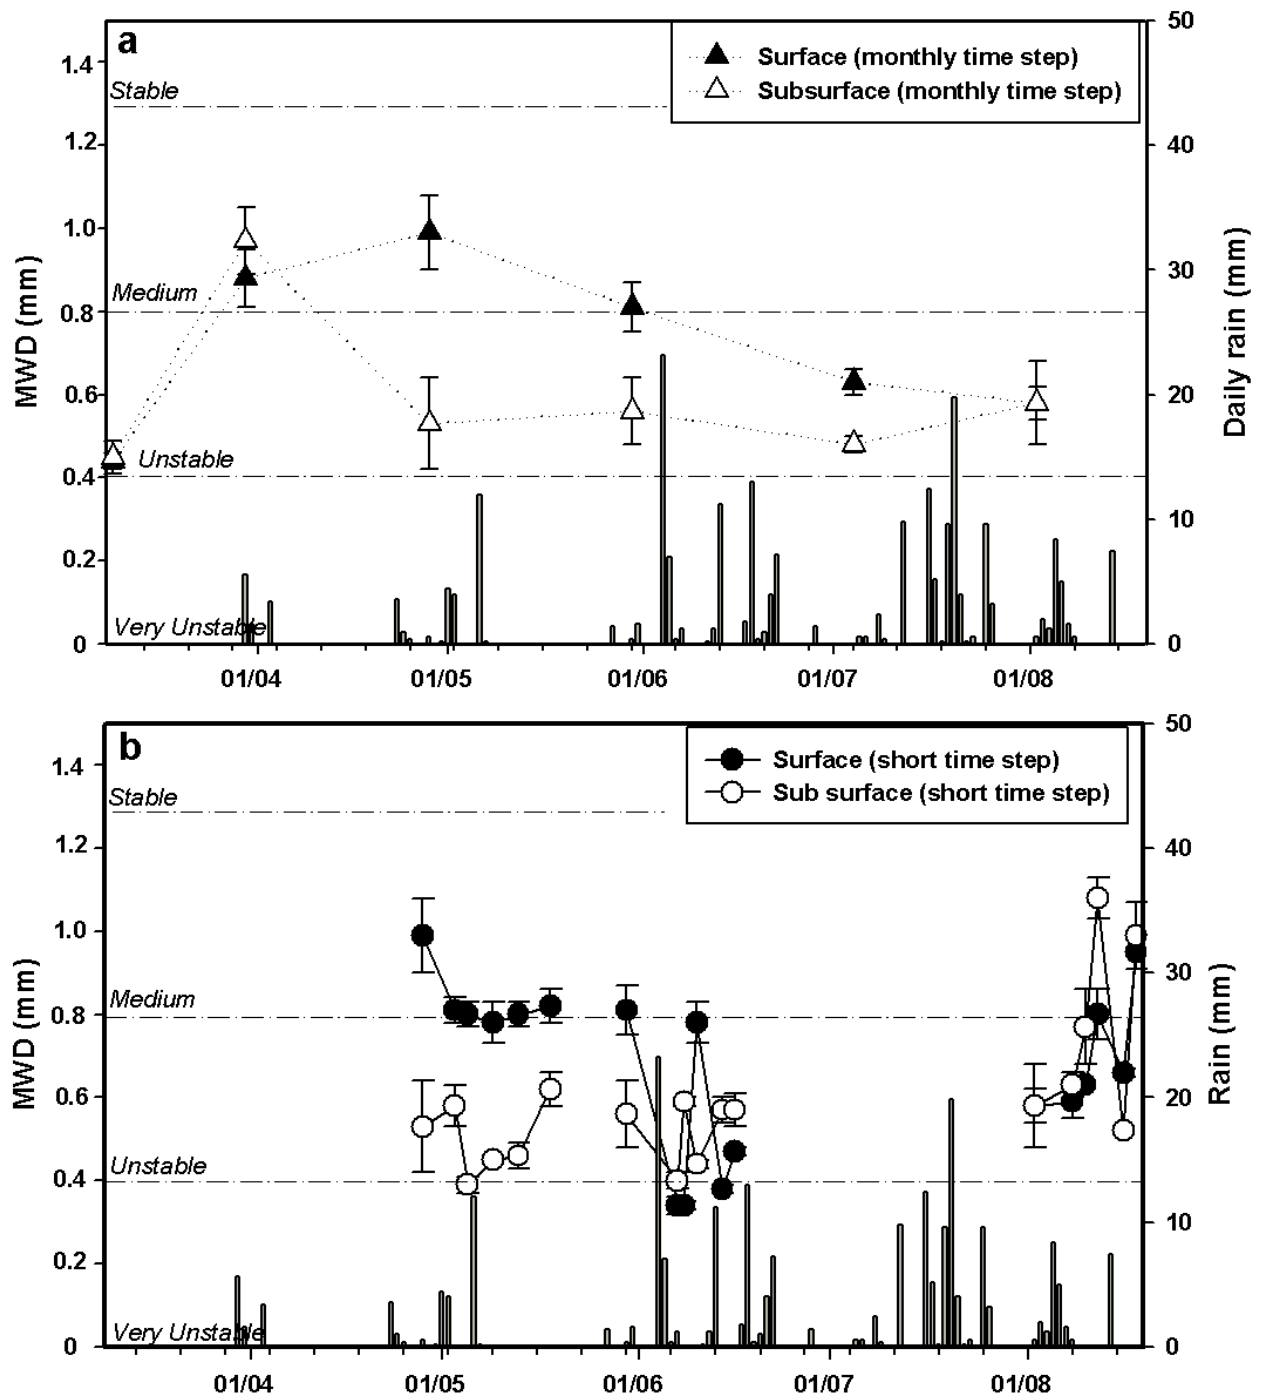 a
Surface (monthly time step)
Subsurface (monthly time step)
Stable
Medium
Unstable
Very Unstable
1.4
1.2
1.0
0.8
0.6
0.4
0.2
0
MWD (mm)
50
40
30
20
10
0
Daily rain (mm)
01/04 01/05 01/06 01/07 01/08
b
Surface (short time step)
Sub surface (short time step)
Stable
Medium
Unstable
Very Unstable
1.4
1.2
1.0
0.8
0.6
0.4
0.2
0
MWD (mm)
50
40
30
20
10
0
Rain (mm)
01/04 01/05 01/06 01/07 01/08